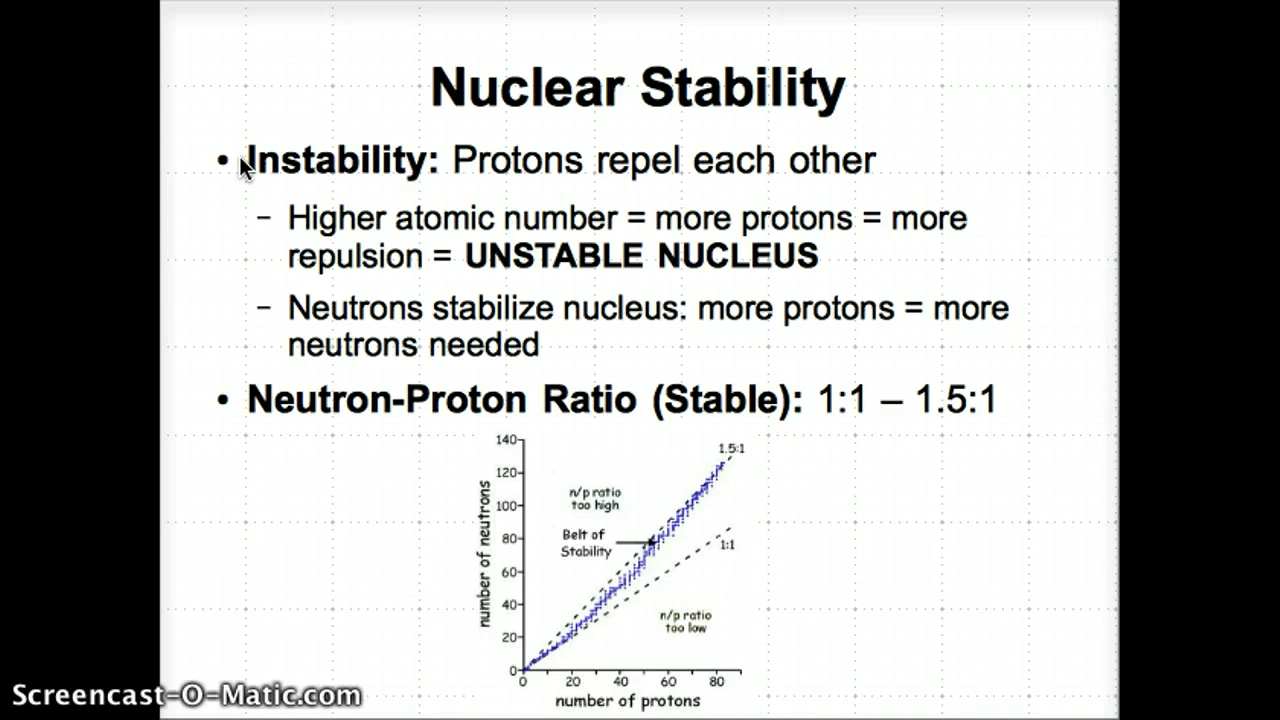 Nuclear Stability
• Instability: Protons repel each other
– Higher atomic number = more protons = more
repulsion = UNSTABLE NUCLEUS
– Neutrons stabilize nucleus: more protons = more
neutrons needed
• Neutron-Proton Ratio (Stable): 1:1 – 1.5:1
140
120
100
80
60
40
20
0
number of neutrons
1.5:1
n/p ratio
too high
Belt of
Stability
1:1
n/p ratio
too low
0 20 40 60 80
number of protons
Screencast-O-Matic.com